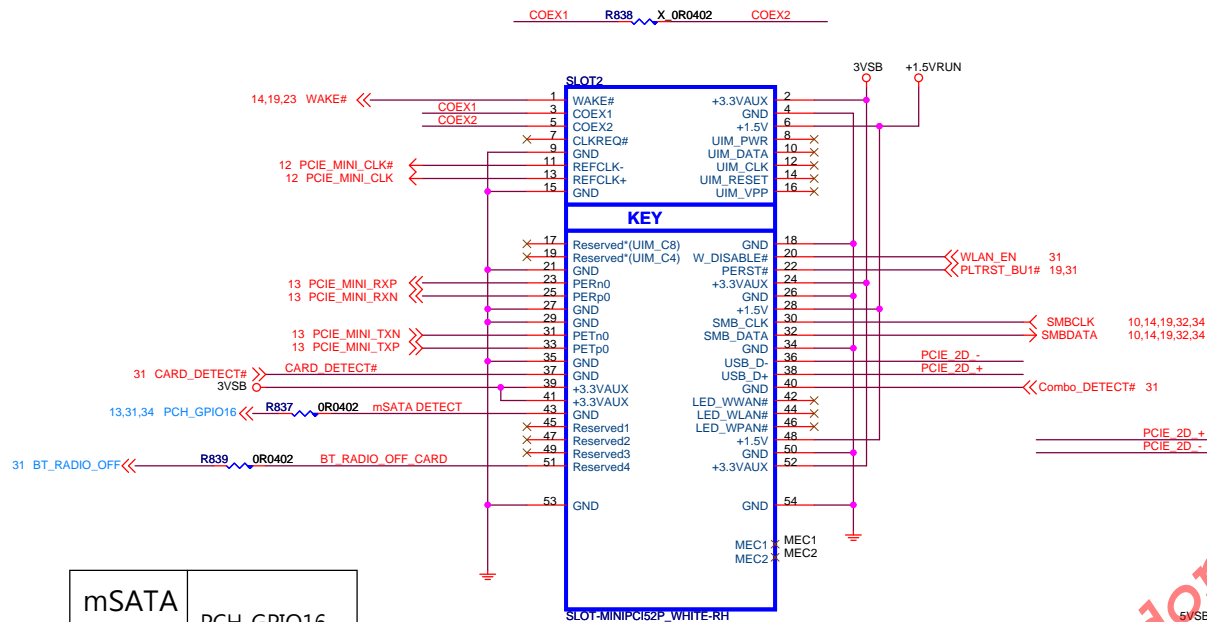 COEX1 R838 X_0R0402 COEX2
3VSB +1.5VRUN
SLOT2
14,19,23 WAKE# 1 WAKE# +3.3VAUX 2
COEX1 3 COEX1 GND 4
COEX2 5 COEX2 +1.5V 6
7 CLKREQ# UIM_PWR 8
9 GND UIM_DATA 10
12 PCIE_MINI_CLK# 11 REFCLK- UIM_CLK 12
12 PCIE_MINI_CLK 13 REFCLK+ UIM_RESET 14
15 GND UIM_VPP 16
KEY
17 Reserved*(UIM_C8) GND 18
19 Reserved*(UIM_C4) W_DISABLE# 20 WLAN_EN 31
21 GND PERST# 22 PLTRST_BU1# 19,31
13 PCIE_MINI_RXP 23 PERn0 +3.3VAUX 24
13 PCIE_MINI_RXN 25 PERp0 GND 26
27 GND +1.5V 28
29 GND SMB_CLK 30 SMBCLK 10,14,19,32,34
13 PCIE_MINI_TXN 31 PETn0 SMB_DATA 32 SMBDATA 10,14,19,32,34
13 PCIE_MINI_TXP 33 PETp0 GND 34
35 GND USB_D- 36 PCIE_2D_-
31 CARD_DETECT# CARD_DETECT# 37 GND USB_D+ 38 PCIE_2D_+
3VSB 39 +3.3VAUX GND 40 Combo_DETECT# 31
41 +3.3VAUX LED_WWAN# 42
13,31,34 PCH_GPIO16 R837 0R0402 mSATA DETECT 43 GND LED_WLAN# 44
45 Reserved1 LED_WPAN# 46
47 Reserved2 +1.5V 48 PCIE_2D_+
49 Reserved3 GND 50 PCIE_2D_-
31 BT_RADIO_OFF R839 0R0402 BT_RADIO_OFF_CARD 51 Reserved4 +3.3VAUX 52
53 GND GND 54
MEC1 MEC1
MEC2 MEC2
SLOT-MINIPCI52P_WHITE-RH
mSATA
PCH_GPIO16
5VSB